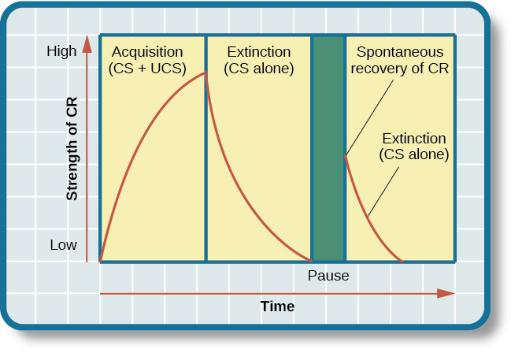 High
Acquisition
(CS + UCS)
Extinction
(CS alone)
Spontaneous
recovery of CR
Extinction
(CS alone)
Strength of CR
Low
Pause
Time